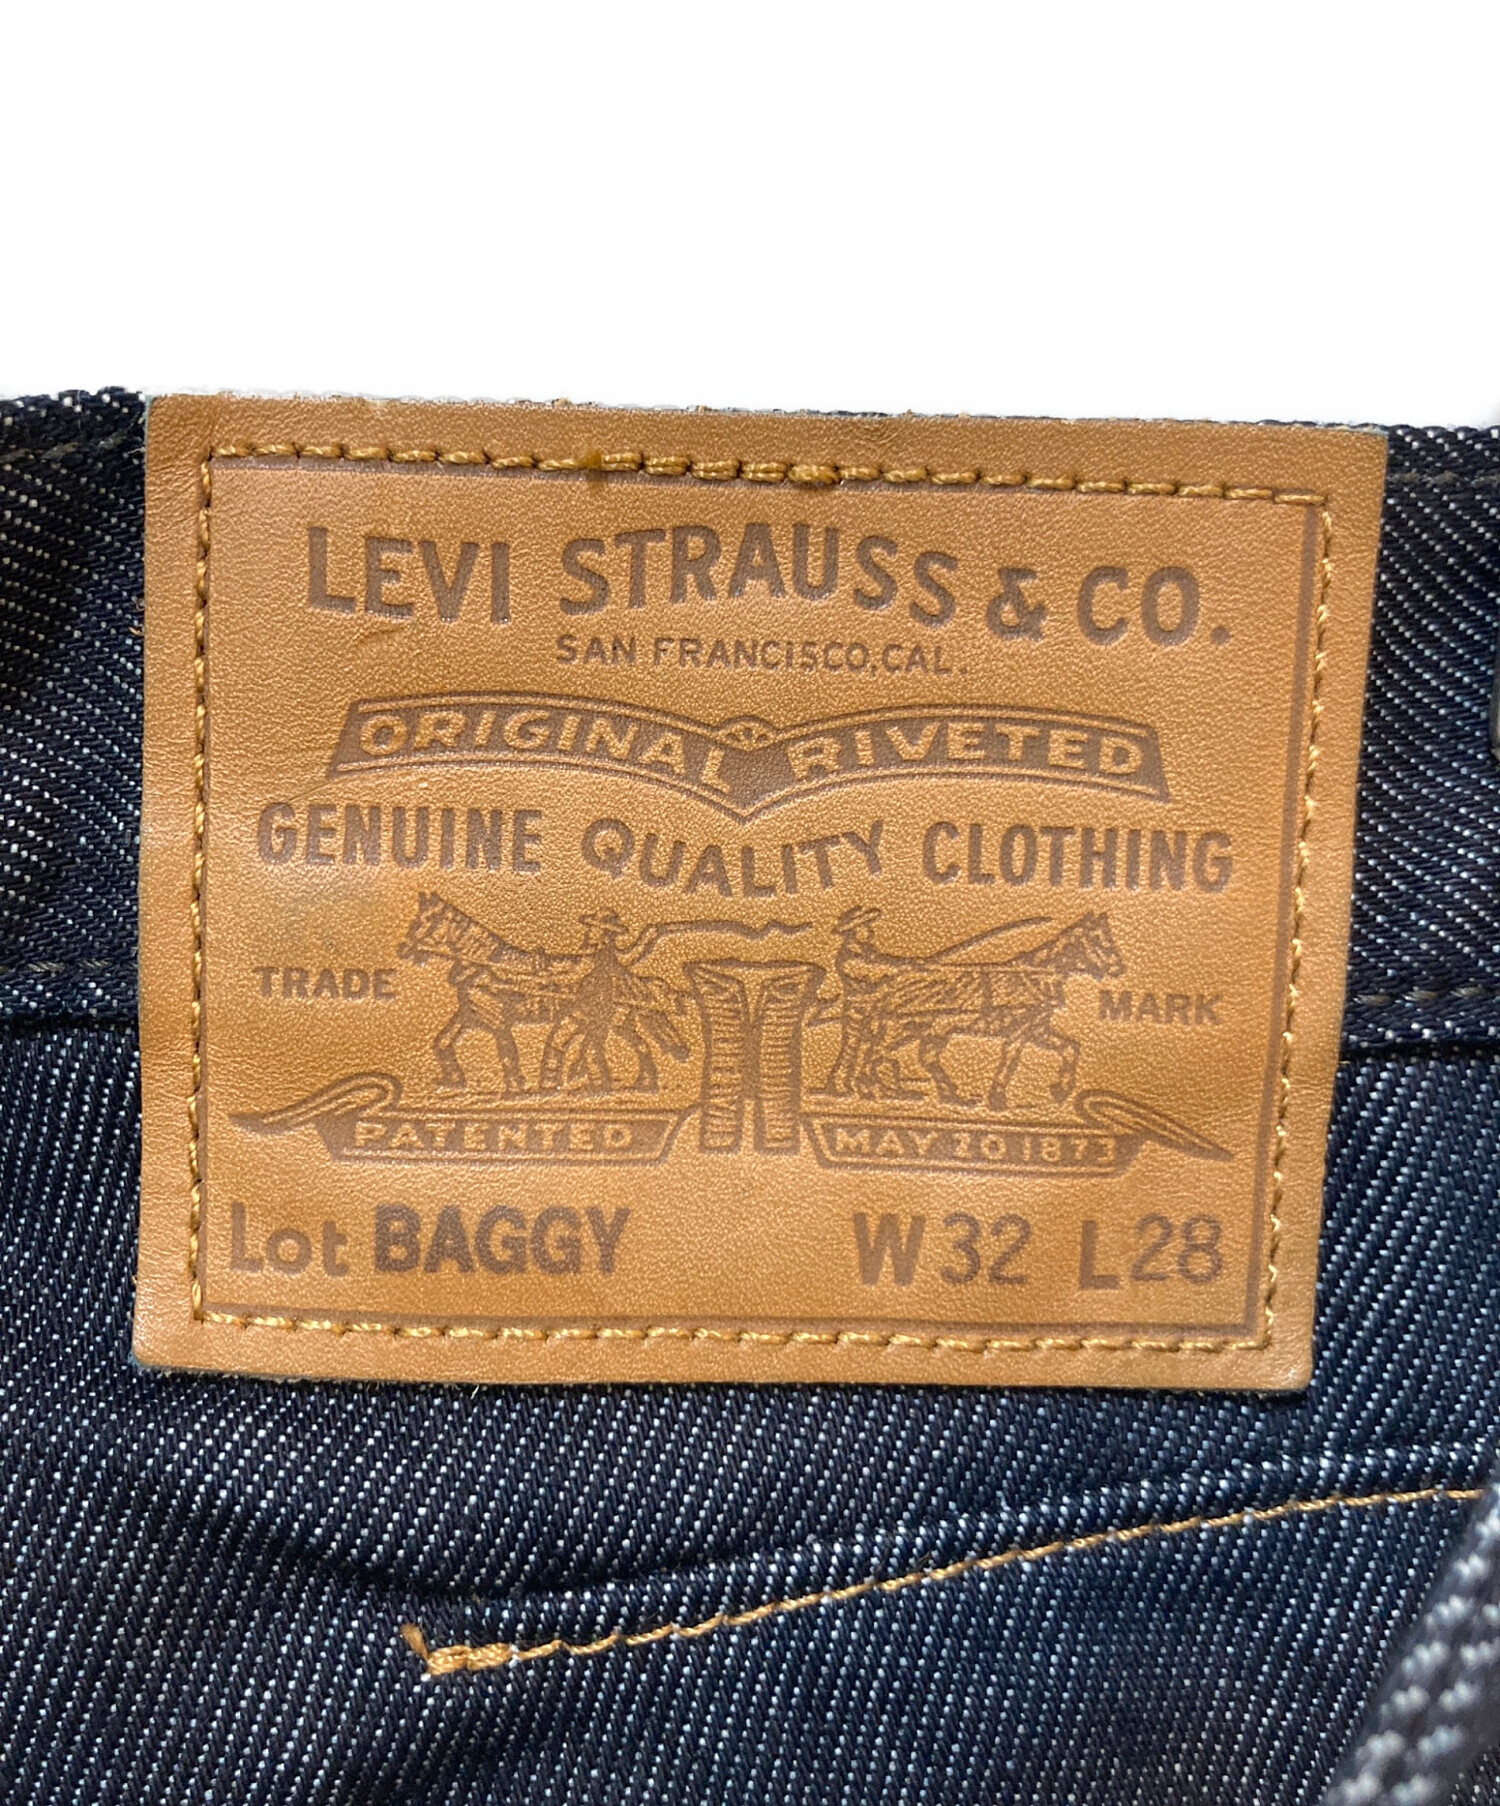 LEVI STRAUSS & CO.
SAN FRANCISCO, CAL.
ORIGINAL RIVETED
GENUINE QUALITY CLOTHING
TRADE MARK
PATENTED MAY 20 1873
Lot BAGGY W32 L28